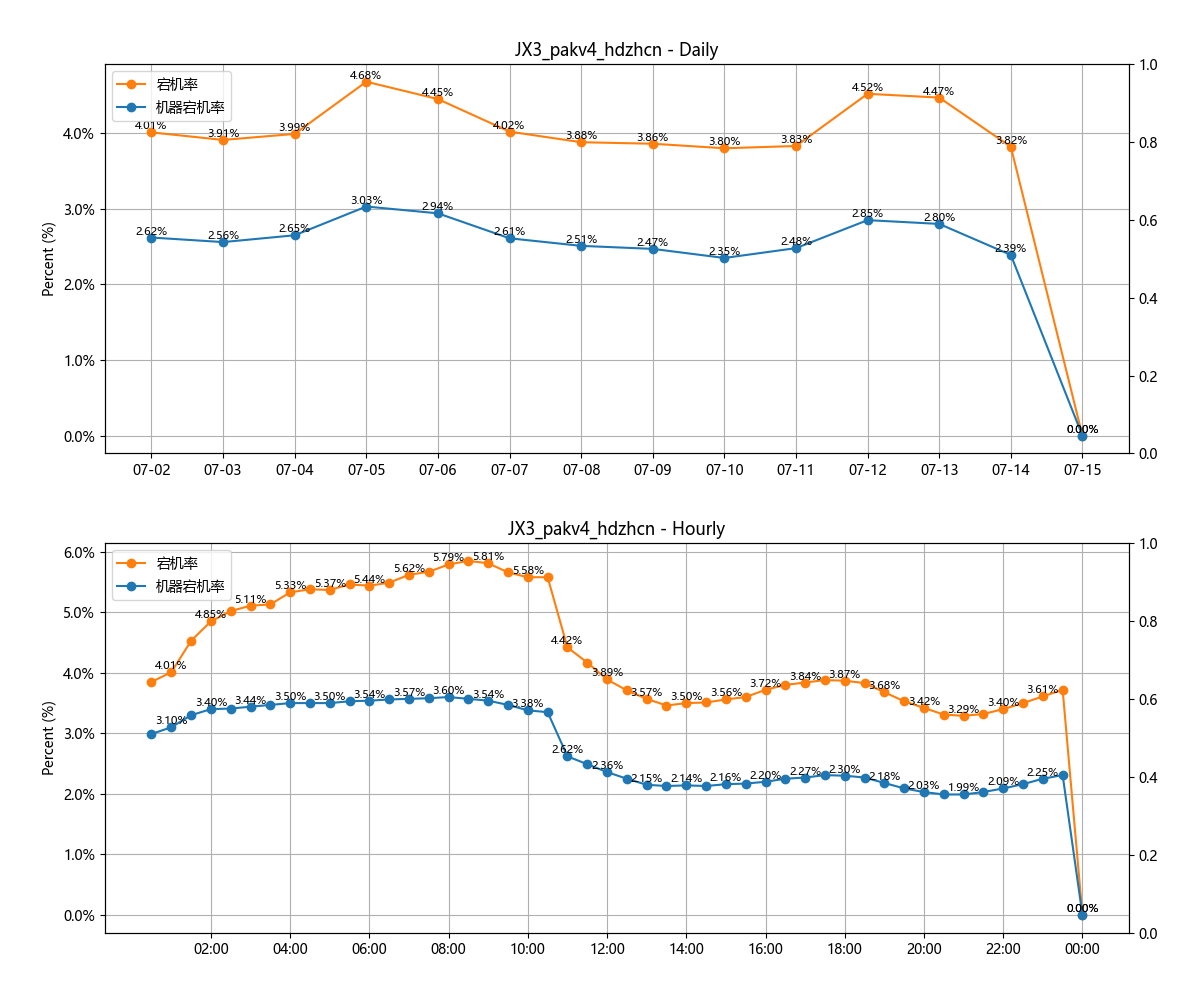 JX3_pakv4_hdzhcn - Daily
宕机率
机器宕机率
Percent (%)
4.0%
3.0%
2.0%
1.0%
0.0%
1.0
0.8
0.6
0.4
0.2
0.0
4.01% 3.91% 3.99% 4.68% 4.45% 4.02% 3.88% 3.86% 3.80% 3.83% 4.52% 4.47% 3.82% 0.00%
2.62% 2.56% 2.65% 3.03% 2.94% 2.61% 2.51% 2.47% 2.35% 2.48% 2.85% 2.80% 2.39% 0.00%
07-02 07-03 07-04 07-05 07-06 07-07 07-08 07-09 07-10 07-11 07-12 07-13 07-14 07-15
JX3_pakv4_hdzhcn - Hourly
宕机率
机器宕机率
Percent (%)
6.0%
5.0%
4.0%
3.0%
2.0%
1.0%
0.0%
1.0
0.8
0.6
0.4
0.2
0.0
4.01% 4.85% 5.11% 5.33% 5.37% 5.44% 5.62% 5.79% 5.81% 5.58% 4.42% 3.89% 3.57% 3.50% 3.56% 3.72% 3.84% 3.87% 3.68% 3.42% 3.29% 3.40% 3.61% 0.00%
3.10% 3.40% 3.44% 3.50% 3.50% 3.54% 3.57% 3.60% 3.54% 3.38% 2.62% 2.36% 2.15% 2.14% 2.16% 2.20% 2.27% 2.30% 2.18% 2.03% 1.99% 2.09% 2.25% 0.00%
02:00 04:00 06:00 08:00 10:00 12:00 14:00 16:00 18:00 20:00 22:00 00:00